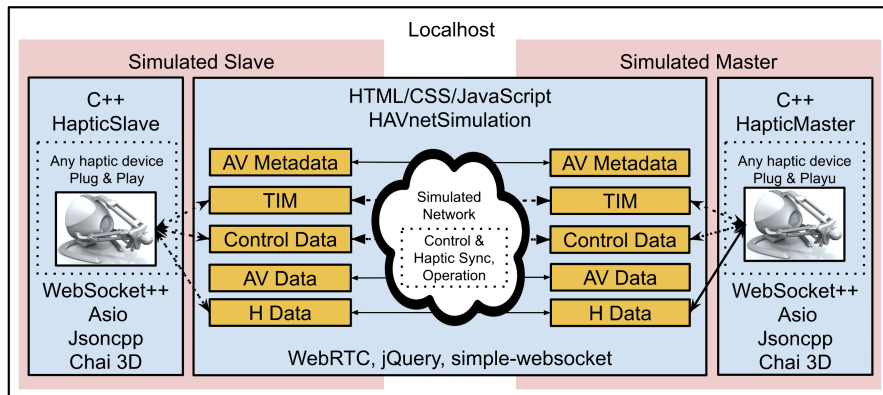 Localhost
Simulated Slave
Simulated Master
C++
HapticSlave
Any haptic device
Plug & Play
WebSocket++
Asio
Jsoncpp
Chai 3D
HTML/CSS/JavaScript
HAVnetSimulation
AV Metadata
TIM
Control Data
AV Data
H Data
Simulated
Network
Control &
Haptic Sync,
Operation
AV Metadata
TIM
Control Data
AV Data
H Data
WebRTC, jQuery, simple-websocket
C++
HapticMaster
Any haptic device
Plug & Playu
WebSocket++
Asio
Jsoncpp
Chai 3D